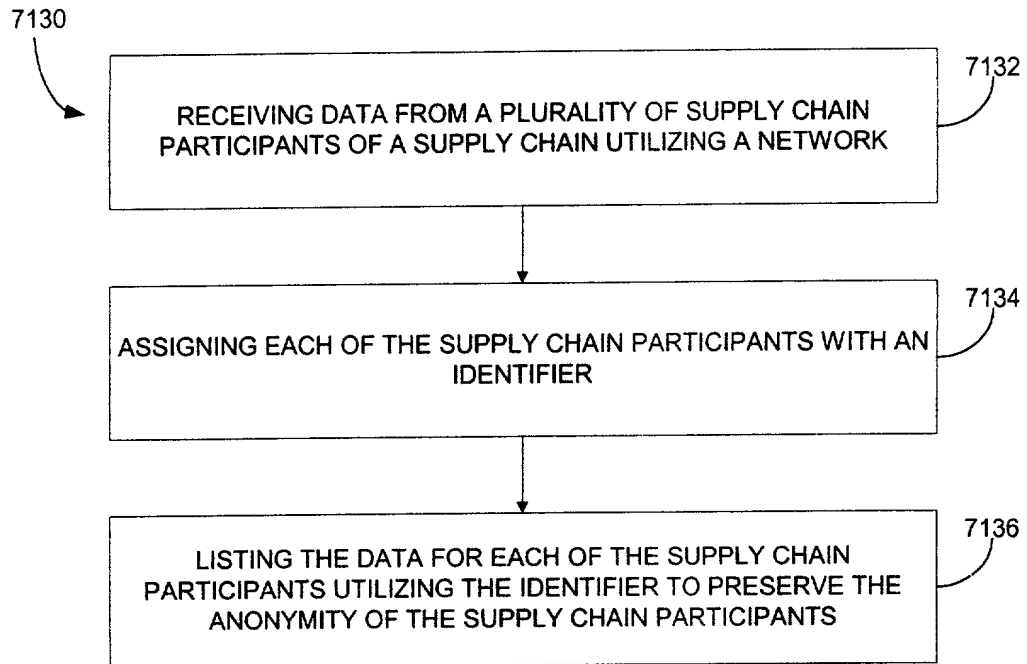 7130
7132
RECEIVING DATA FROM A PLURALITY OF SUPPLY CHAIN
PARTICIPANTS OF A SUPPLY CHAIN UTILIZING A NETWORK
7134
ASSIGNING EACH OF THE SUPPLY CHAIN PARTICIPANTS WITH AN
IDENTIFIER
7136
LISTING THE DATA FOR EACH OF THE SUPPLY CHAIN
PARTICIPANTS UTILIZING THE IDENTIFIER TO PRESERVE THE
ANONYMITY OF THE SUPPLY CHAIN PARTICIPANTS